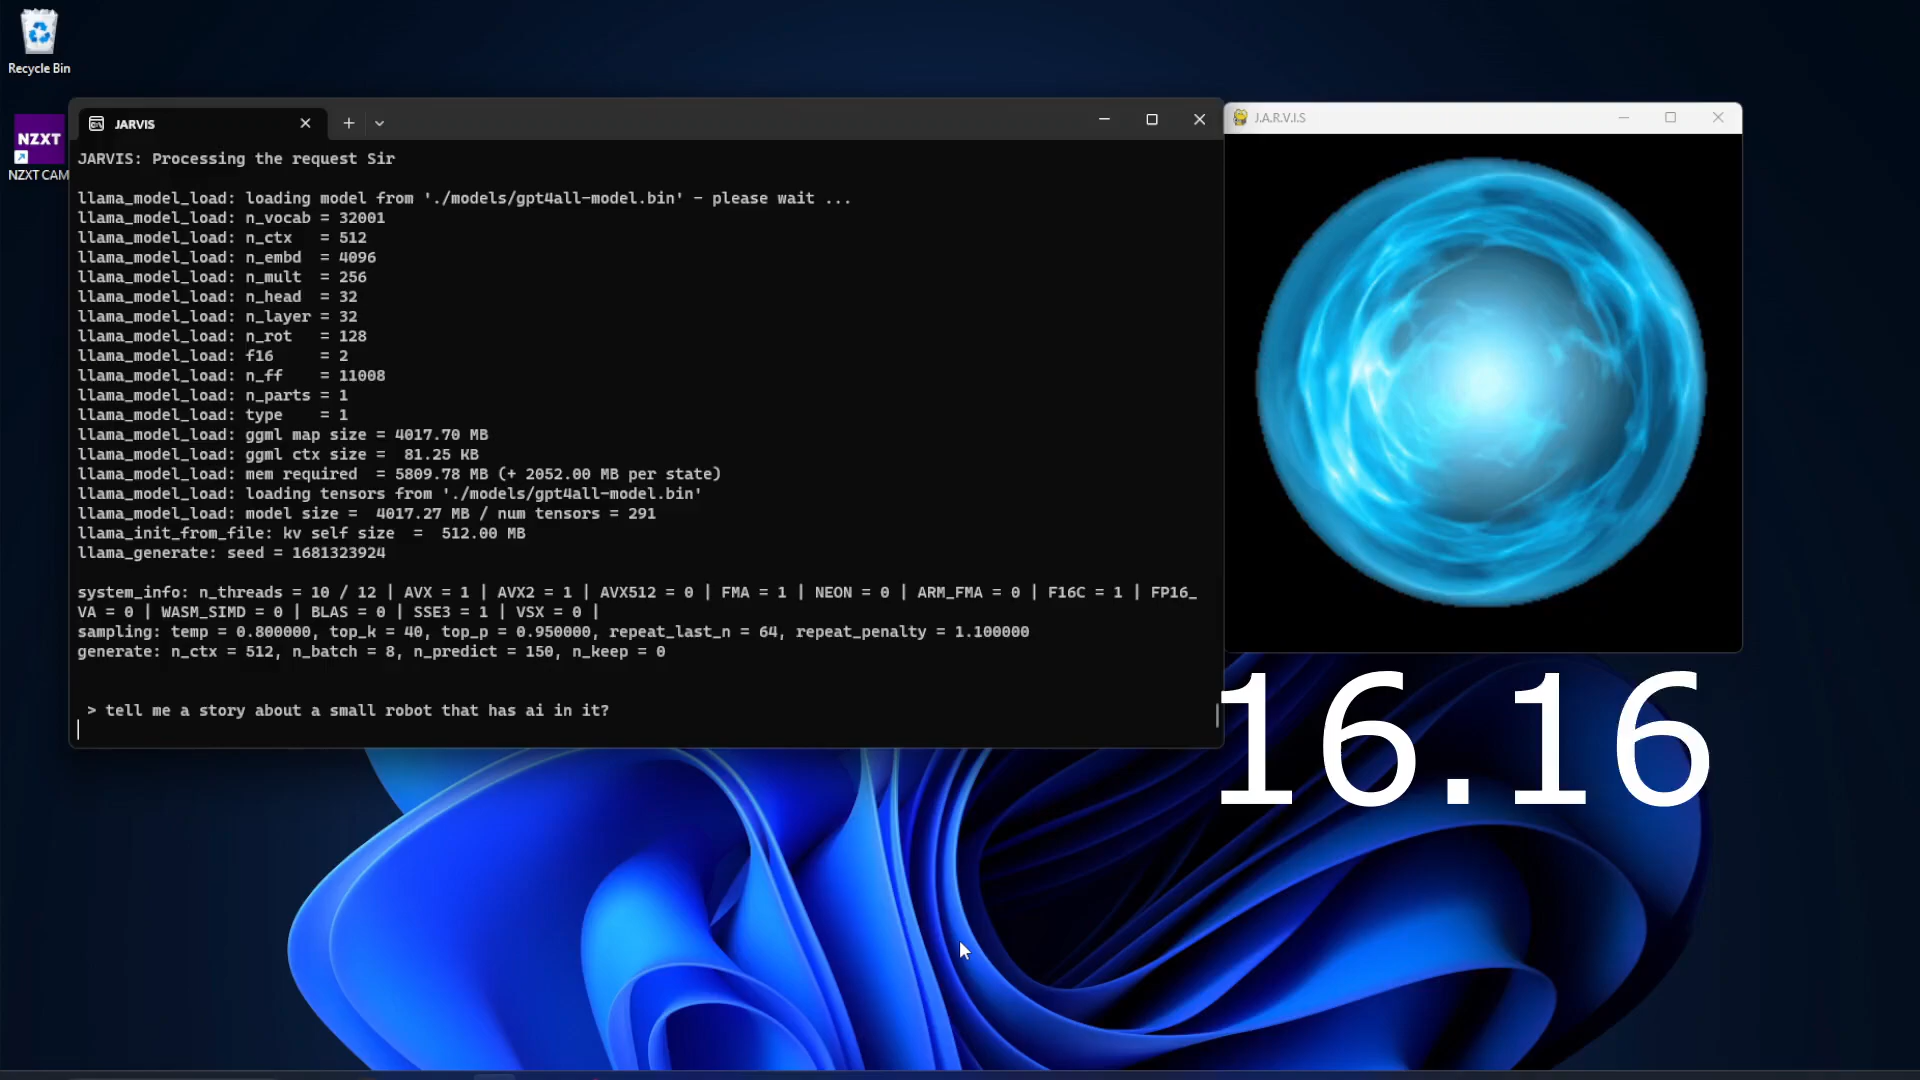 Recycle Bin
NZXT
NZXT CAM
JARVIS
JARVIS: Processing the request Sir
llama_model_load: loading model from './models/gpt4all-model.bin' - please wait ...
llama_model_load: n_vocab = 32001
llama_model_load: n_ctx   = 512
llama_model_load: n_embd  = 4096
llama_model_load: n_mult  = 256
llama_model_load: n_head  = 32
llama_model_load: n_layer = 32
llama_model_load: n_rot   = 128
llama_model_load: f16     = 2
llama_model_load: n_ff    = 11008
llama_model_load: n_parts = 1
llama_model_load: type    = 1
llama_model_load: ggml map size = 4017.70 MB
llama_model_load: ggml ctx size =  81.25 KB
llama_model_load: mem required  = 5809.78 MB (+ 2052.00 MB per state)
llama_model_load: loading tensors from './models/gpt4all-model.bin'
llama_model_load: model size =  4017.27 MB / num tensors = 291
llama_init_from_file: kv self size  =  512.00 MB
llama_generate: seed = 1681323924
system_info: n_threads = 10 / 12 | AVX = 1 | AVX2 = 1 | AVX512 = 0 | FMA = 1 | NEON = 0 | ARM_FMA = 0 | F16C = 1 | FP16_
VA = 0 | WASM_SIMD = 0 | BLAS = 0 | SSE3 = 1 | VSX = 0 |
sampling: temp = 0.800000, top_k = 40, top_p = 0.950000, repeat_last_n = 64, repeat_penalty = 1.100000
generate: n_ctx = 512, n_batch = 8, n_predict = 150, n_keep = 0
> tell me a story about a small robot that has ai in it?
J.A.R.V.I.S
16.16